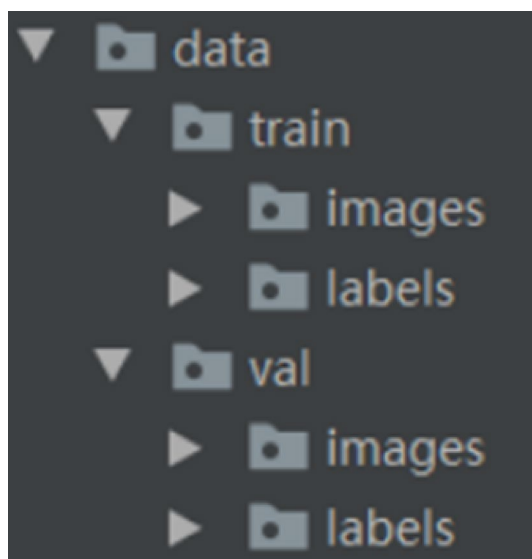 data
train
images
labels
val
images
labels